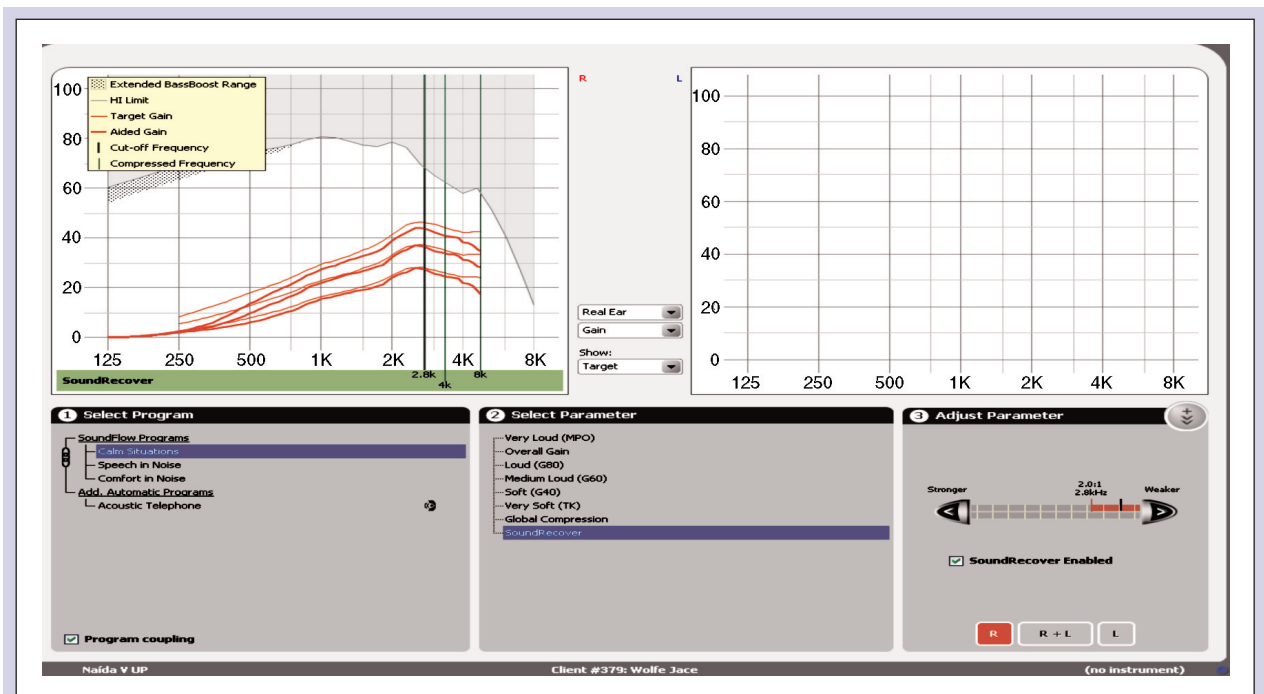 R
L
100
80
60
40
20
0
Extended BassBoost Range
HI Limit
Target Gain
Aided Gain
Cut-off Frequency
Compressed Frequency
125 250 500 1K 2K 4K 8K
2.8k 4k 8k
SoundRecover
Real Ear
Gain
Show:
Target
100
80
60
40
20
0
125 250 500 1K 2K 4K 8K
1 Select Program
SoundFlow Programs
Calm Situations
Speech in Noise
Comfort in Noise
Add. Automatic Programs
Acoustic Telephone
Program coupling
2 Select Parameter
Very Loud (MPO)
Overall Gain
Loud (G80)
Medium Loud (G60)
Soft (G40)
Very Soft (TK)
Global Compression
SoundRecover
3 Adjust Parameter
Stronger
2.0:1
2.8kHz
Weaker
SoundRecover Enabled
R R + L L
Naída V UP
Client #379: Wolfe Jace
(no instrument)